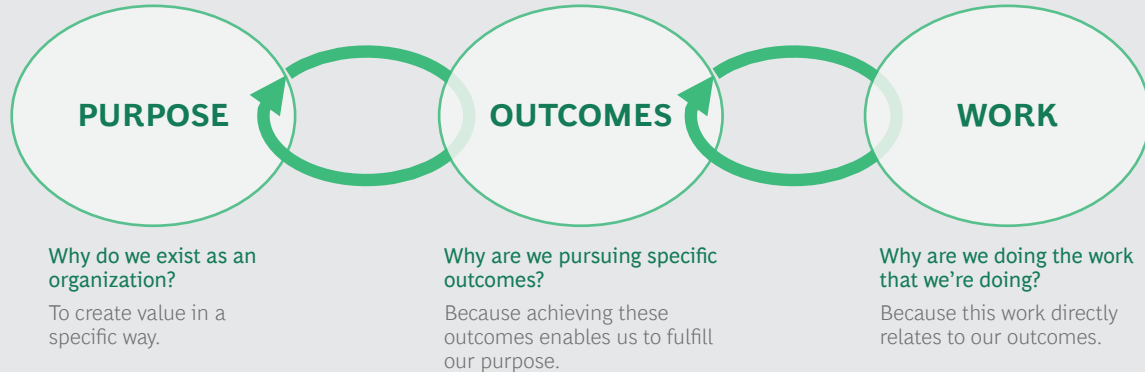 PURPOSE
OUTCOMES
WORK
Why do we exist as an
organization?
To create value in a
specific way.
Why are we pursuing specific
outcomes?
Because achieving these
outcomes enables us to fulfill
our purpose.
Why are we doing the work
that we’re doing?
Because this work directly
relates to our outcomes.